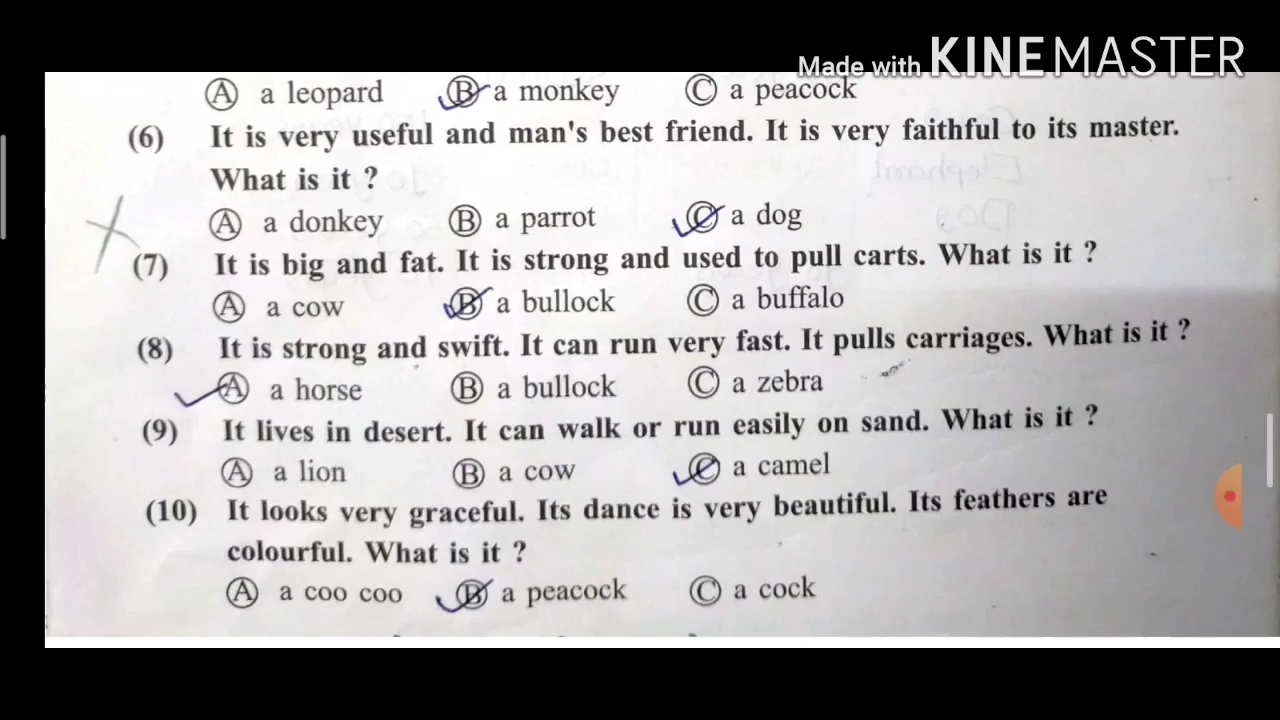 Made with KINEMASTER
Ⓐ a leopard Ⓑ a monkey Ⓒ a peacock
(6) It is very useful and man's best friend. It is very faithful to its master.
What is it ?
Ⓐ a donkey Ⓑ a parrot Ⓒ a dog
(7) It is big and fat. It is strong and used to pull carts. What is it ?
Ⓐ a cow Ⓑ a bullock Ⓒ a buffalo
(8) It is strong and swift. It can run very fast. It pulls carriages. What is it ?
Ⓐ a horse Ⓑ a bullock Ⓒ a zebra
(9) It lives in desert. It can walk or run easily on sand. What is it ?
Ⓐ a lion Ⓑ a cow Ⓒ a camel
(10) It looks very graceful. Its dance is very beautiful. Its feathers are
colourful. What is it ?
Ⓐ a coo coo Ⓑ a peacock Ⓒ a cock